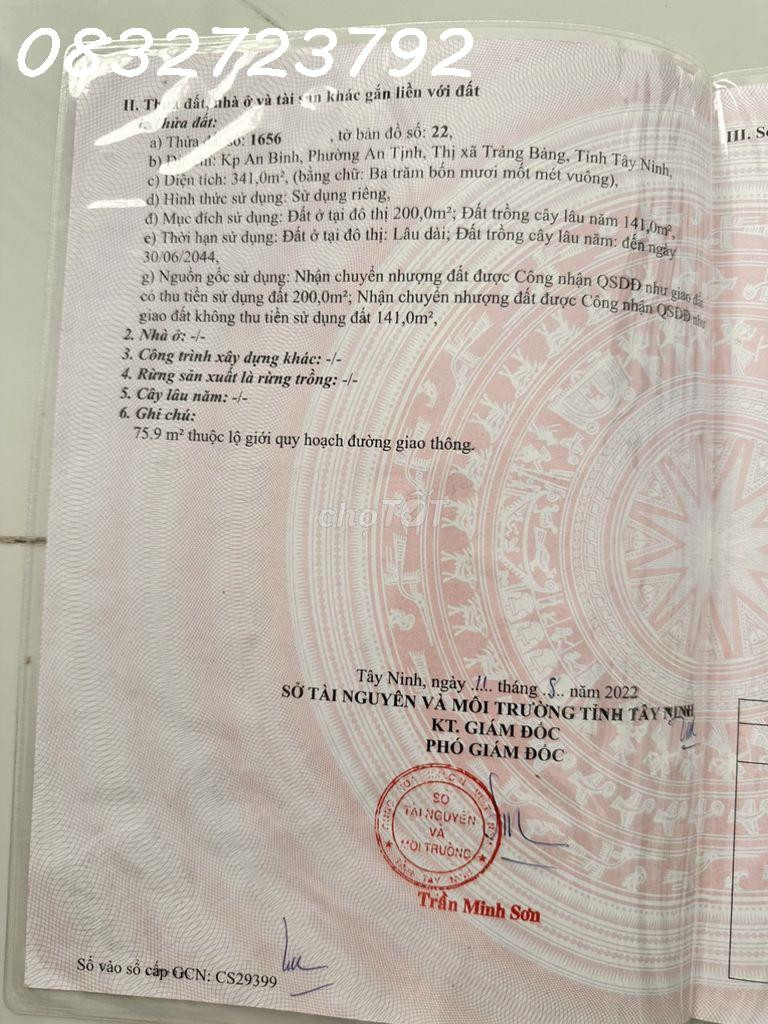 0832723792
II. Thửa đất, nhà ở và tài sản khác gắn liền với đất
1. Thửa đất:
a) Thửa đất số: 1656 , tờ bản đồ số: 22,
b) Địa chỉ: Kp An Bình, Phường An Tịnh, Thị xã Trảng Bàng, Tỉnh Tây Ninh,
c) Diện tích: 341,0m², (bằng chữ: Ba trăm bốn mươi mốt mét vuông),
d) Hình thức sử dụng: Sử dụng riêng,
đ) Mục đích sử dụng: Đất ở tại đô thị 200,0m²; Đất trồng cây lâu năm 141,0m²,
e) Thời hạn sử dụng: Đất ở tại đô thị: Lâu dài; Đất trồng cây lâu năm: đến ngày
30/06/2044,
g) Nguồn gốc sử dụng: Nhận chuyển nhượng đất được Công nhận QSDĐ như giao đất
có thu tiền sử dụng đất 200,0m²; Nhận chuyển nhượng đất được Công nhận QSDĐ như
giao đất không thu tiền sử dụng đất 141,0m²,
2. Nhà ở: -/-
3. Công trình xây dựng khác: -/-
4. Rừng sản xuất là rừng trồng: -/-
5. Cây lâu năm: -/-
6. Ghi chú:
75.9 m² thuộc lộ giới quy hoạch đường giao thông.
chợTỐT
Tây Ninh, ngày .11. tháng .8.. năm 2022
SỞ TÀI NGUYÊN VÀ MÔI TRƯỜNG TỈNH TÂY NINH
KT. GIÁM ĐỐC
PHÓ GIÁM ĐỐC
SỞ
TÀI NGUYÊN
VÀ
MÔI TRƯỜNG
TỈNH TÂY NINH
Trần Minh Sơn
Số vào sổ cấp GCN: CS29399
III. S